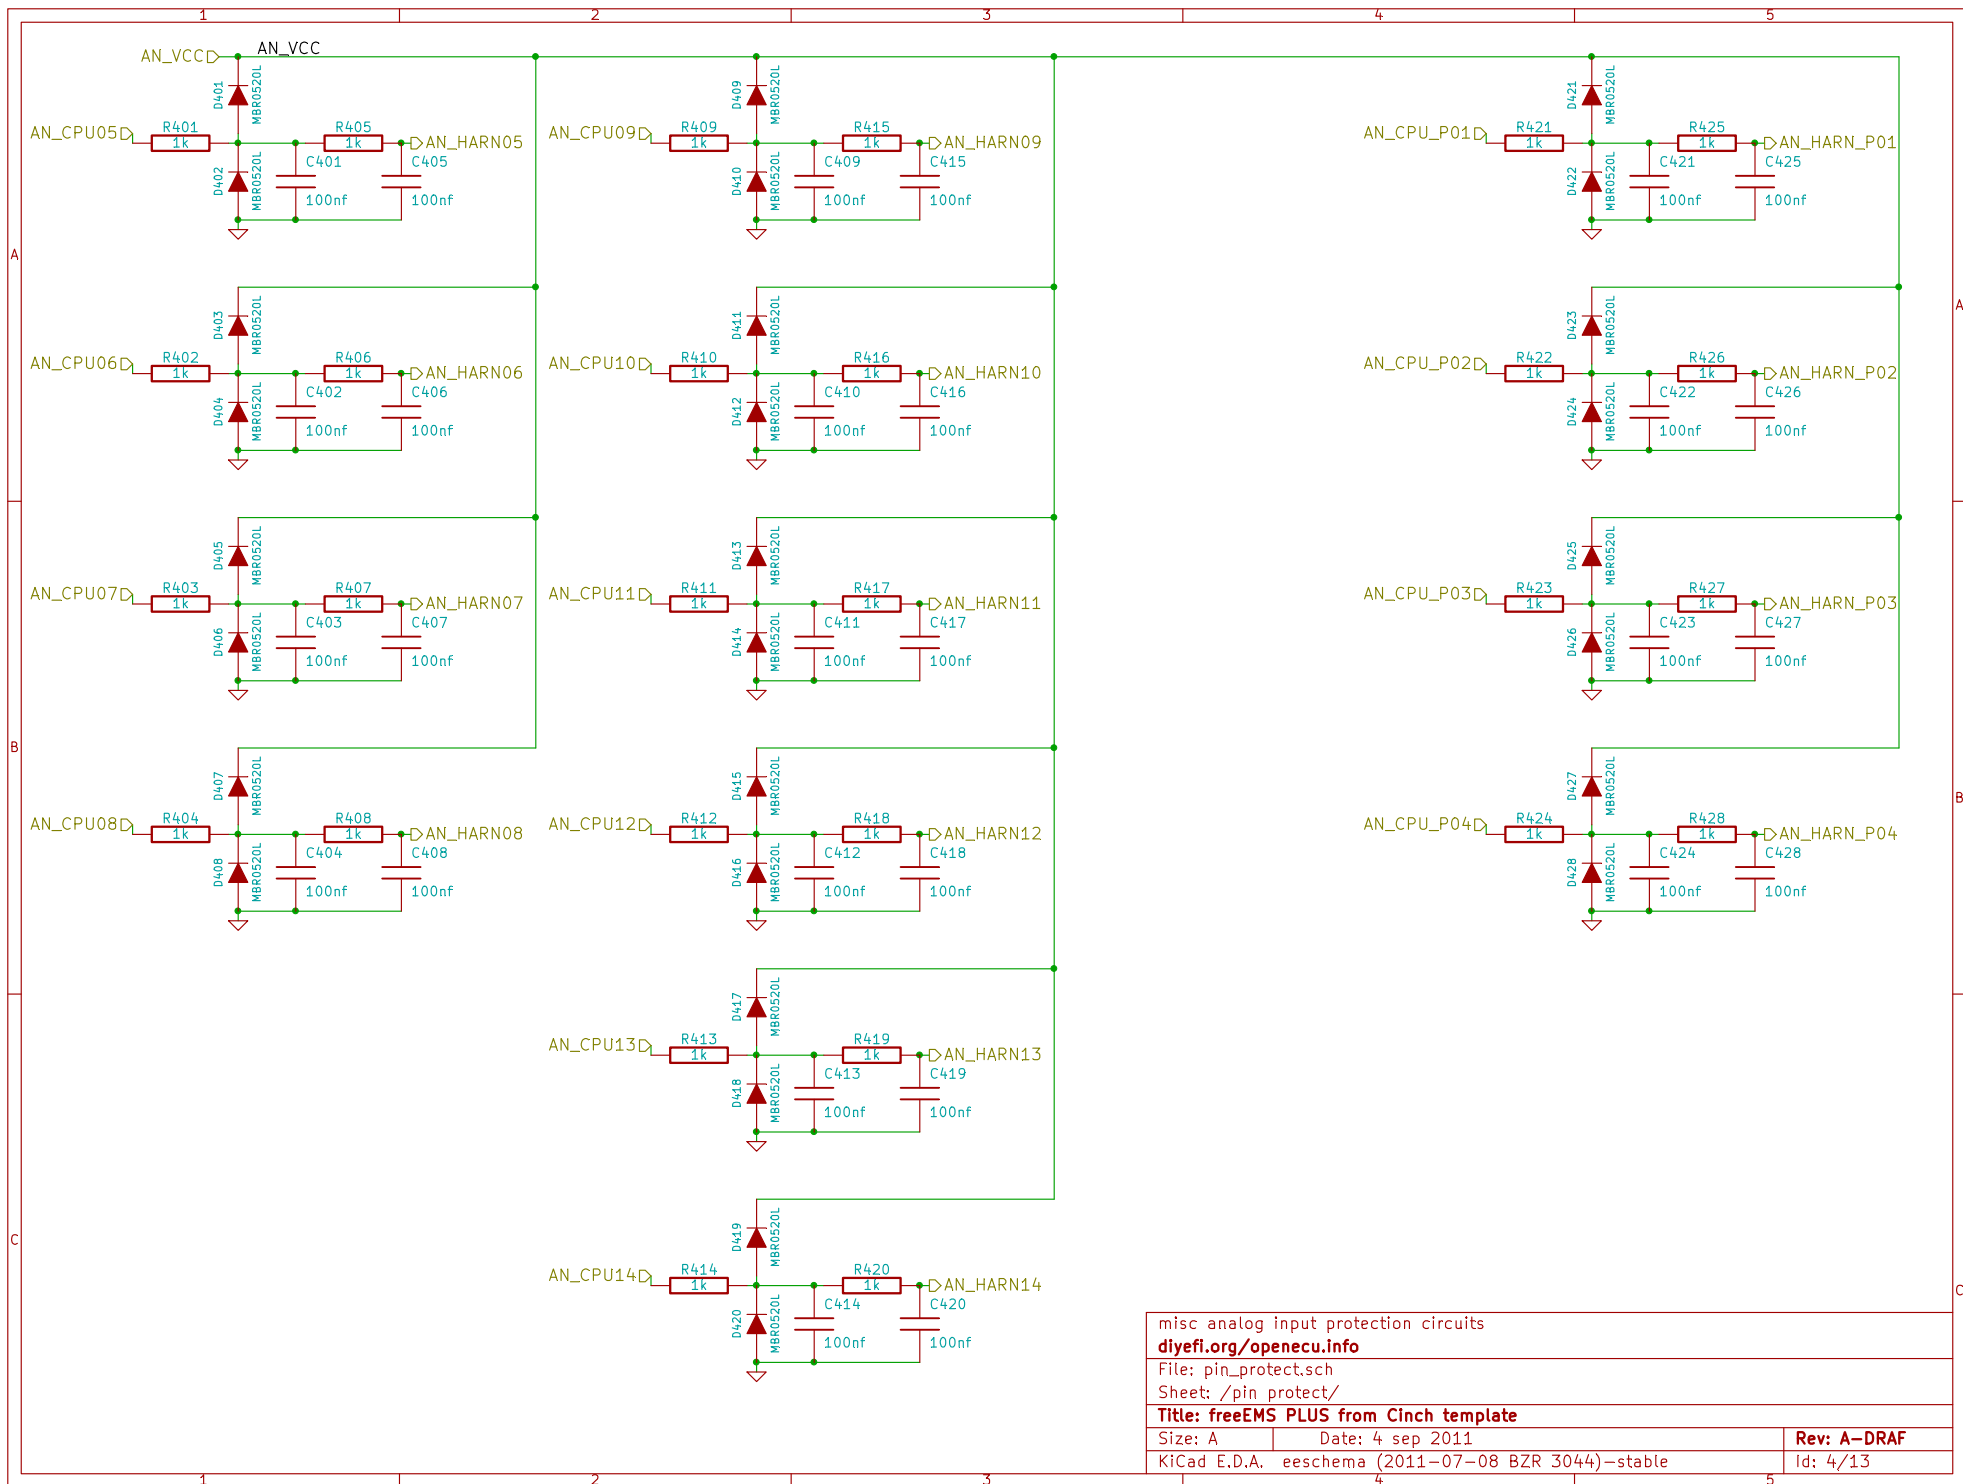 1 2 3 4 5
AN_VCC AN_VCC
D401 MBR0520L D409 MBR0520L D421 MBR0520L
AN_CPU05 R401 1k R405 1k AN_HARN05 AN_CPU09 R409 1k R415 1k AN_HARN09 AN_CPU_P01 R421 1k R425 1k AN_HARN_P01
D402 MBR0520L C401 100nf C405 100nf D410 MBR0520L C409 100nf C415 100nf D422 MBR0520L C421 100nf C425 100nf
A A
D403 MBR0520L D411 MBR0520L D423 MBR0520L
AN_CPU06 R402 1k R406 1k AN_HARN06 AN_CPU10 R410 1k R416 1k AN_HARN10 AN_CPU_P02 R422 1k R426 1k AN_HARN_P02
D404 MBR0520L C402 100nf C406 100nf D412 MBR0520L C410 100nf C416 100nf D424 MBR0520L C422 100nf C426 100nf
D405 MBR0520L D413 MBR0520L D425 MBR0520L
AN_CPU07 R403 1k R407 1k AN_HARN07 AN_CPU11 R411 1k R417 1k AN_HARN11 AN_CPU_P03 R423 1k R427 1k AN_HARN_P03
D406 MBR0520L C403 100nf C407 100nf D414 MBR0520L C411 100nf C417 100nf D426 MBR0520L C423 100nf C427 100nf
B B
D407 MBR0520L D415 MBR0520L D427 MBR0520L
AN_CPU08 R404 1k R408 1k AN_HARN08 AN_CPU12 R412 1k R418 1k AN_HARN12 AN_CPU_P04 R424 1k R428 1k AN_HARN_P04
D408 MBR0520L C404 100nf C408 100nf D416 MBR0520L C412 100nf C418 100nf D428 MBR0520L C424 100nf C428 100nf
D417 MBR0520L
AN_CPU13 R413 1k R419 1k AN_HARN13
D418 MBR0520L C413 100nf C419 100nf
C C
D419 MBR0520L
AN_CPU14 R414 1k R420 1k AN_HARN14
D420 MBR0520L C414 100nf C420 100nf
misc analog input protection circuits
diyefi.org/openecu.info
File: pin_protect.sch
Sheet: /pin protect/
Title: freeEMS PLUS from Cinch template
Size: A Date: 4 sep 2011 Rev: A-DRAF
KiCad E.D.A. eeschema (2011-07-08 BZR 3044)-stable Id: 4/13
1 2 3 4 5